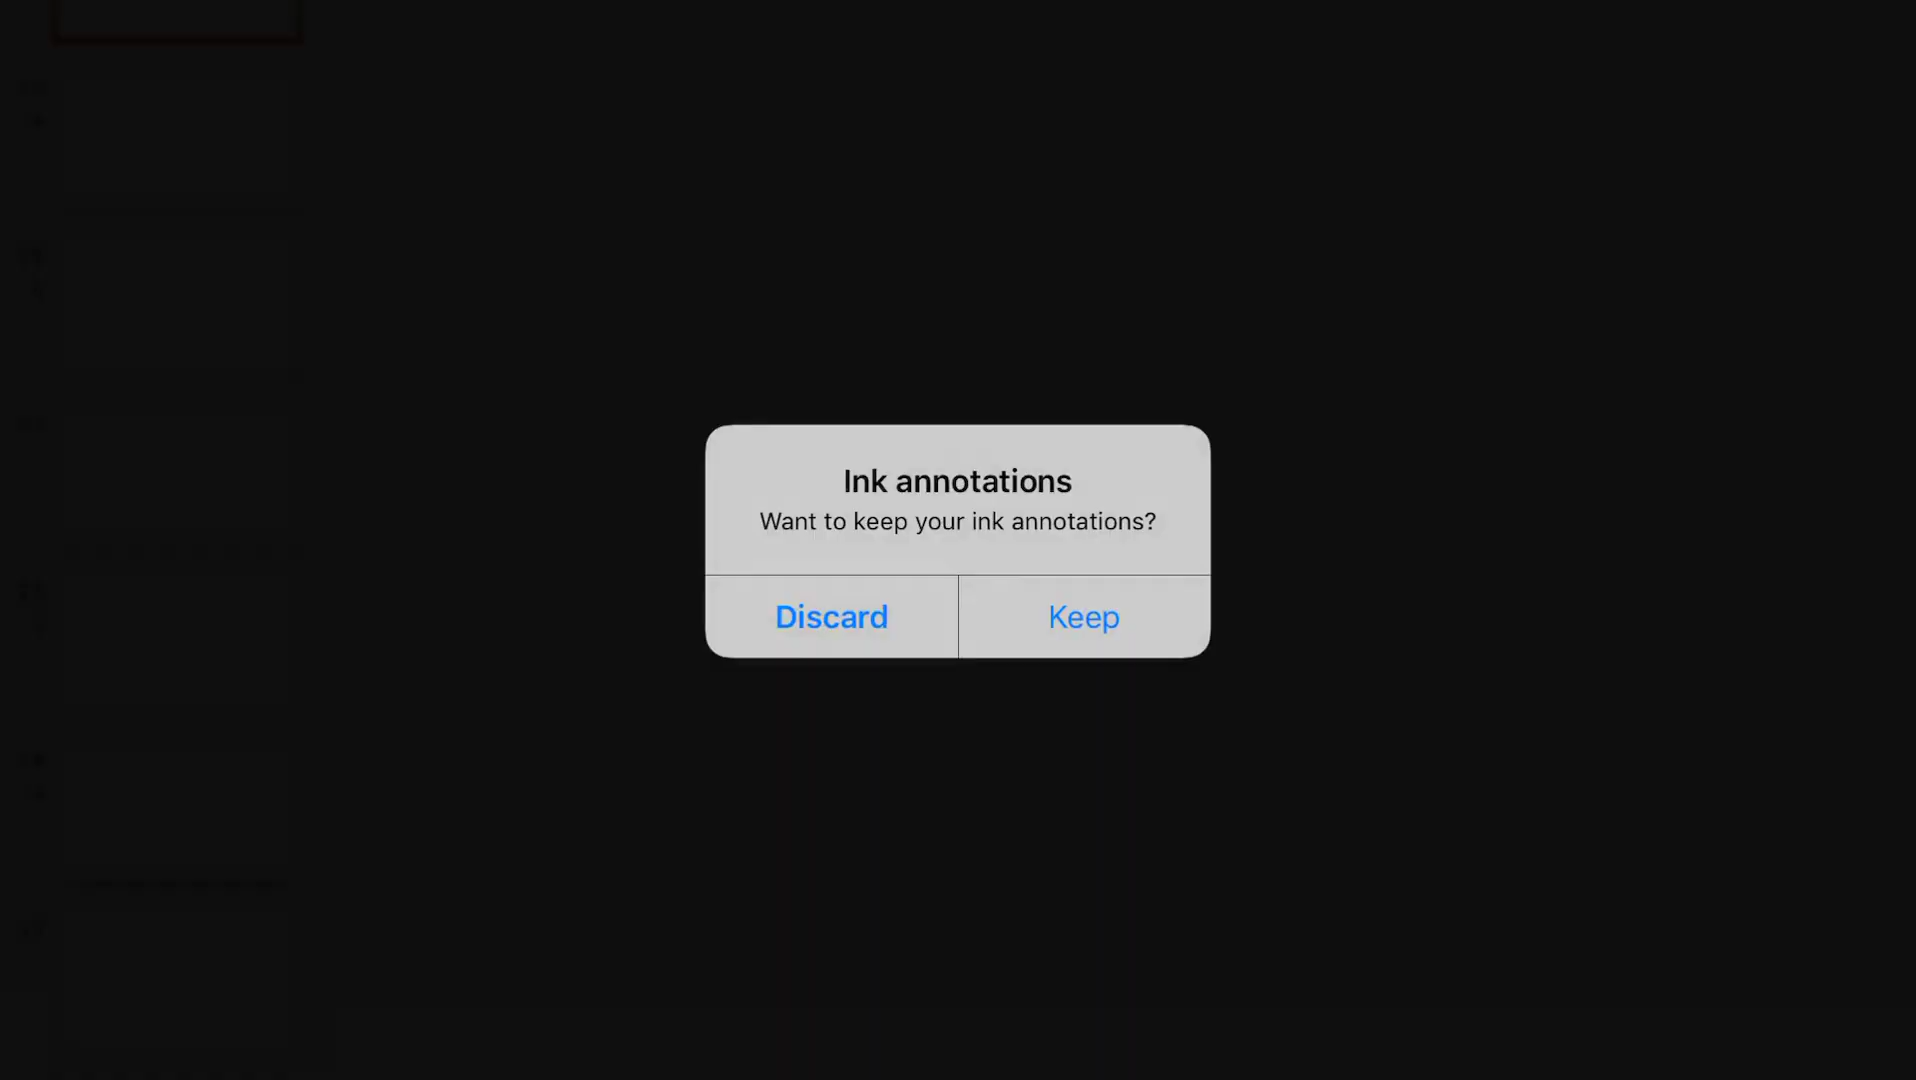 Ink annotations
Want to keep your ink annotations?
Discard
Keep